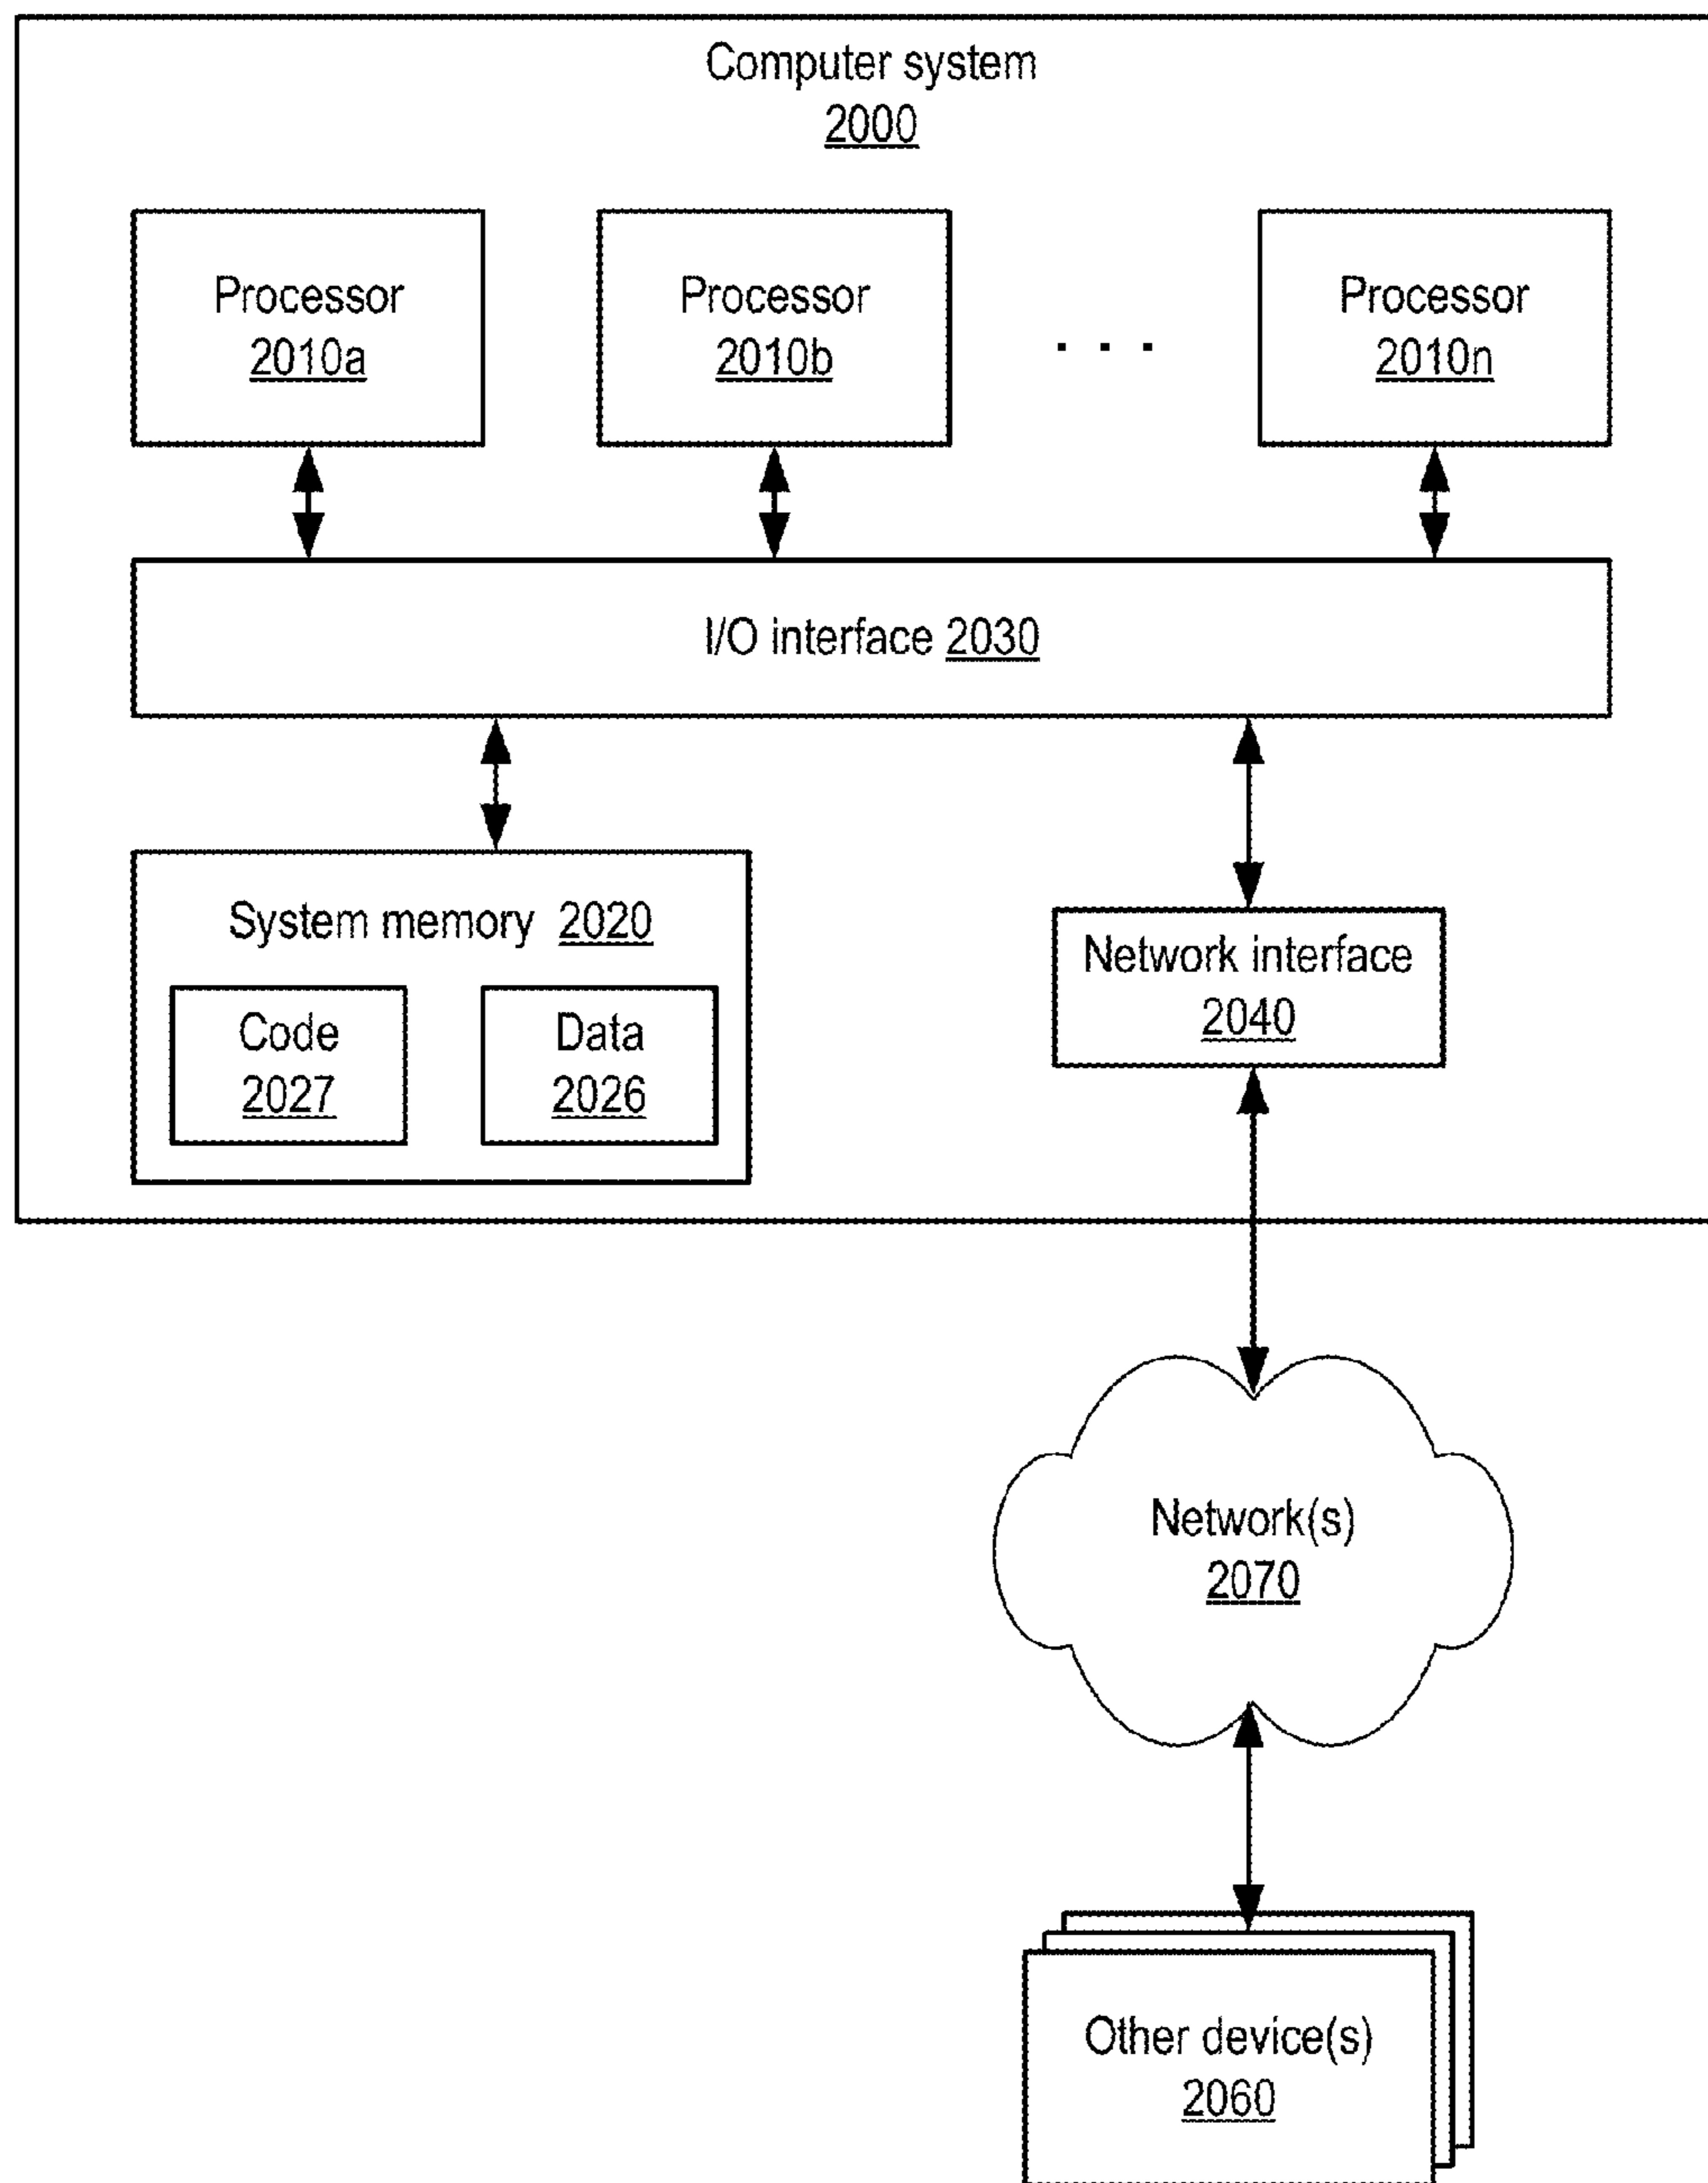 Computer system
2000
Processor
2010a
Processor
2010b
. . .
Processor
2010n
I/O interface 2030
System memory 2020
Code
2027
Data
2026
Network interface
2040
Network(s)
2070
Other device(s)
2060